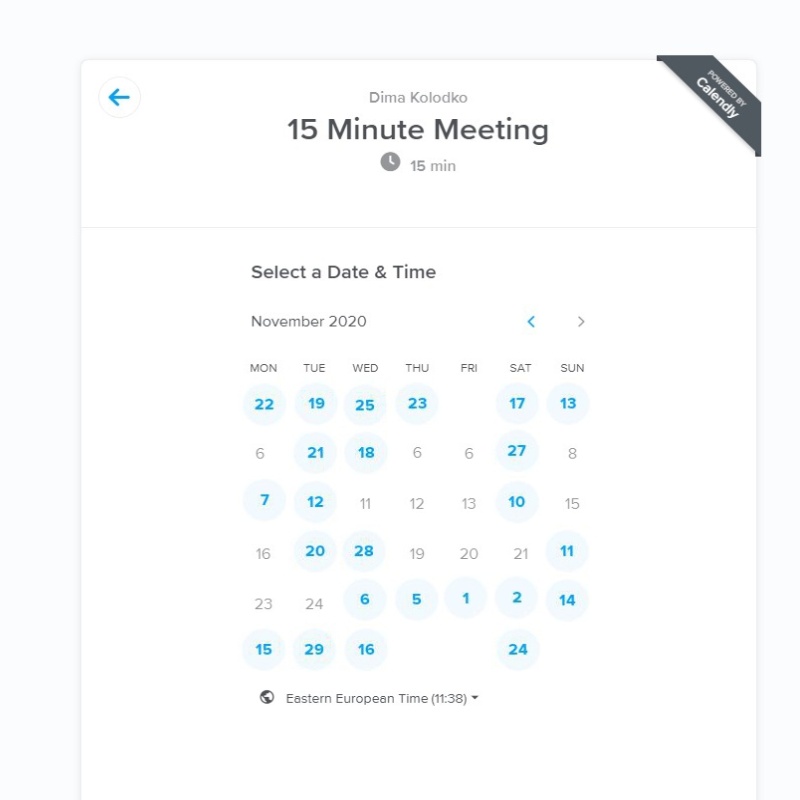 POWERED BY
Calendly
Dima Kolodko
15 Minute Meeting
15 min
Select a Date & Time
November 2020
MON TUE WED THU FRI SAT SUN
22 19 25 23 17 13
6 21 18 6 6 27 8
7 12 11 12 13 10 15
16 20 28 19 20 21 11
23 24 6 5 1 2 14
15 29 16 24
Eastern European Time (11:38)